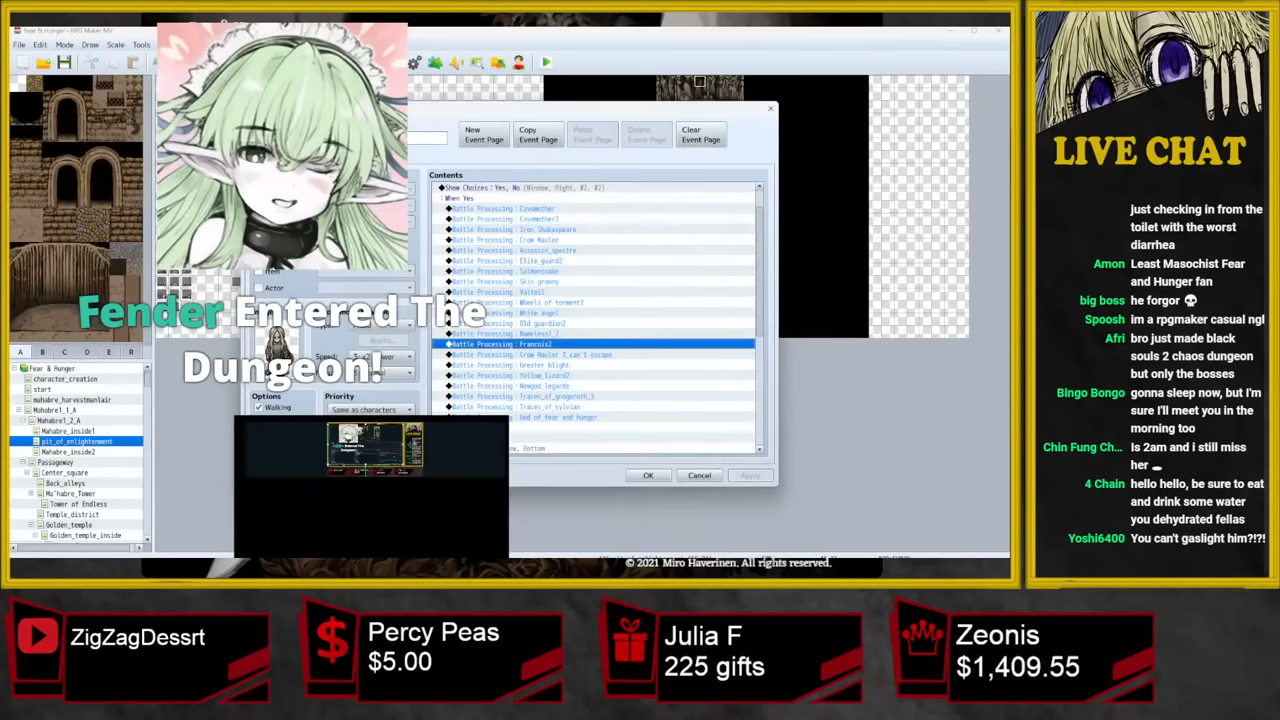 Fear & Hunger - RPG Maker MV
File Edit Mode Draw Scale Tools
New
Event Page
Copy
Event Page
Paste
Event Page
Delete
Event Page
Clear
Event Page
Contents
◆Show Choices : Yes, No (Window, Right, #2, #2)
: When Yes
◆Battle Processing : Cavemother
◆Battle Processing : Cavemother2
◆Battle Processing : Iron Shakespeare
◆Battle Processing : Crow Mauler
◆Battle Processing : Assassin_spectre
◆Battle Processing : Elite_guard2
◆Battle Processing : Salmonsnake
◆Battle Processing : Skin granny
◆Battle Processing : Valteil
◆Battle Processing : Wheels of torment2
◆Battle Processing : White angel
◆Battle Processing : Old guardian2
◆Battle Processing : Nameless1_2
◆Battle Processing : Francois2
◆Battle Processing : Crow Mauler 3_can't escape
◆Battle Processing : Greater blight
◆Battle Processing : Yellow_lizard2
◆Battle Processing : Newgod_legarde
◆Battle Processing : Traces_of_grogoroth_3
◆Battle Processing : Traces_of_sylvian
◆Battle Processing : God of fear and hunger
OK
Cancel
Apply
Item
Actor
Speed:
Options
Walking
Priority
Same as characters
Fender Entered The
Dungeon!
A B C D E R
Fear & Hunger
character_creation
start
mahabre_harvestmanlair
Mahabre1_1_A
Mahabre1_2_A
Mahabre_inside1
pit_of_enlightenment
Mahabre_inside2
Passageway
Center_square
Back_alleys
Ma'habre_Tower
Tower of Endless
Temple_district
Golden_temple
Golden_temple_inside
© 2021 Miro Haverinen. All rights reserved.
LIVE CHAT
just checking in from the
toilet with the worst
diarrhea
Amon Least Masochist Fear
and Hunger fan
big boss he forgor 💀
Spoosh im a rpgmaker casual ngl
Afri bro just made black
souls 2 chaos dungeon
but only the bosses
Bingo Bongo gonna sleep now, but I'm
sure I'll meet you in the
morning too
Chin Fung Ch... Is 2am and i still miss
her
4 Chain hello hello, be sure to eat
and drink some water
you dehydrated fellas
Yoshi6400 You can't gaslight him?!?!
ZigZagDessrt
$
Percy Peas
$5.00
Julia F
225 gifts
Zeonis
$1,409.55